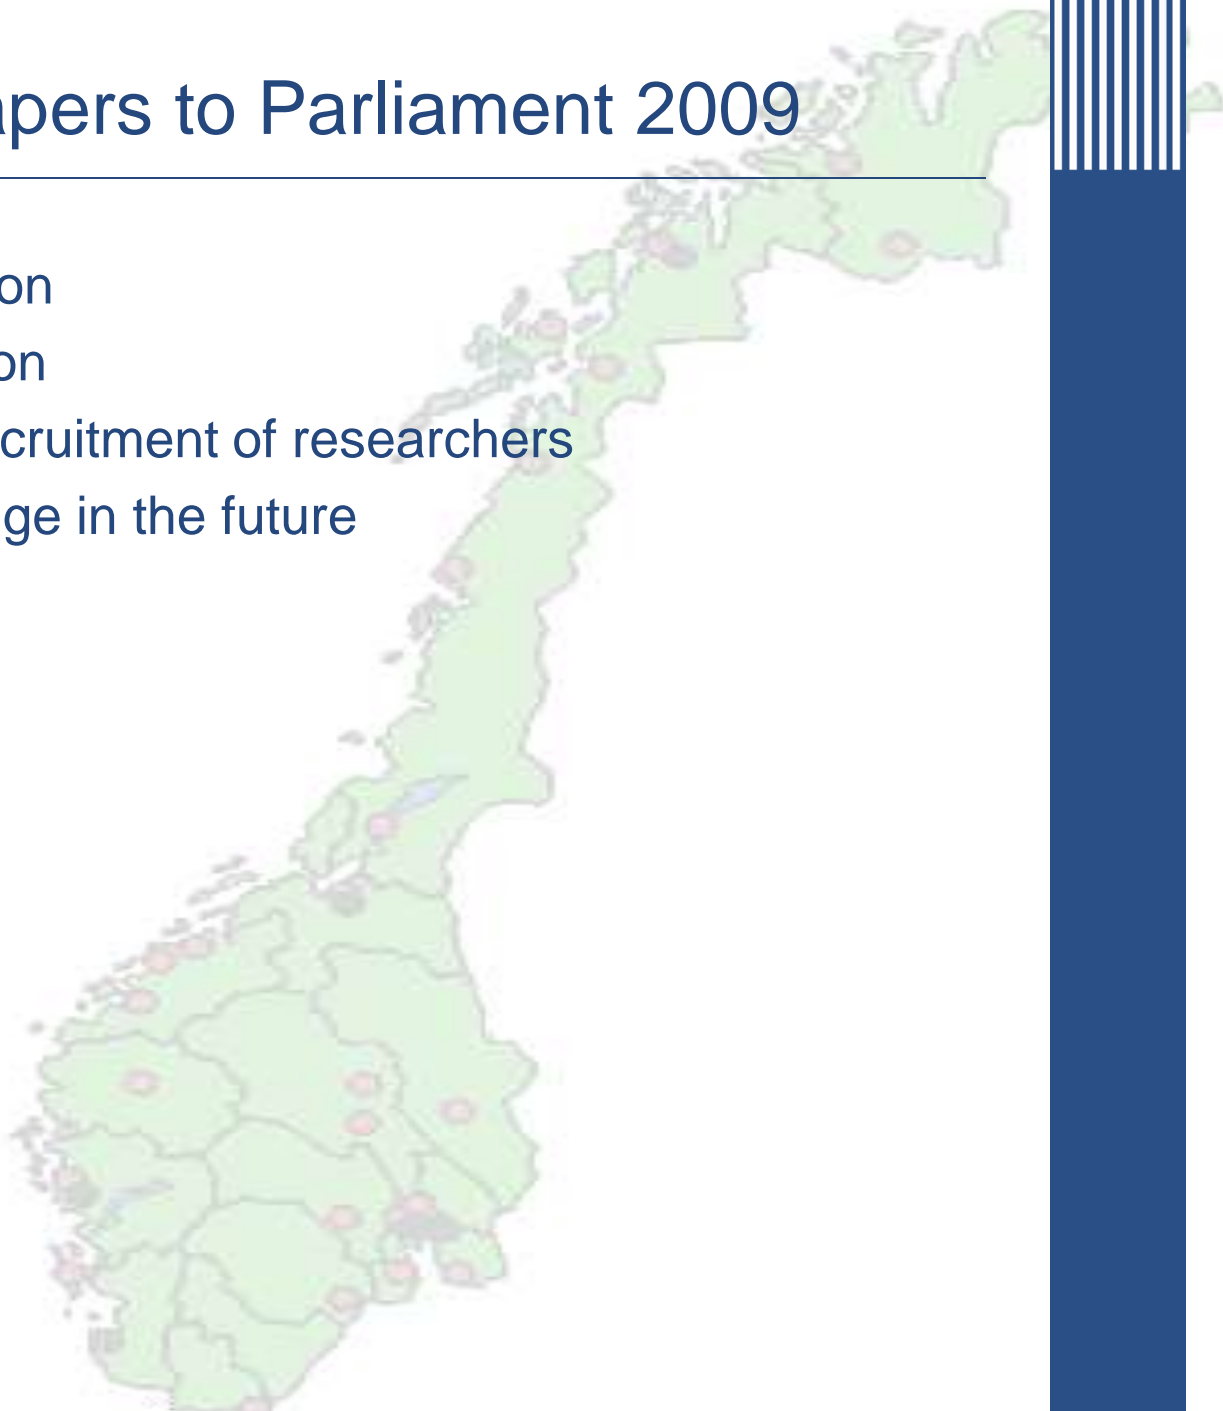 apers to Parliament 2009
on
on
cruitment of researchers
ge in the future